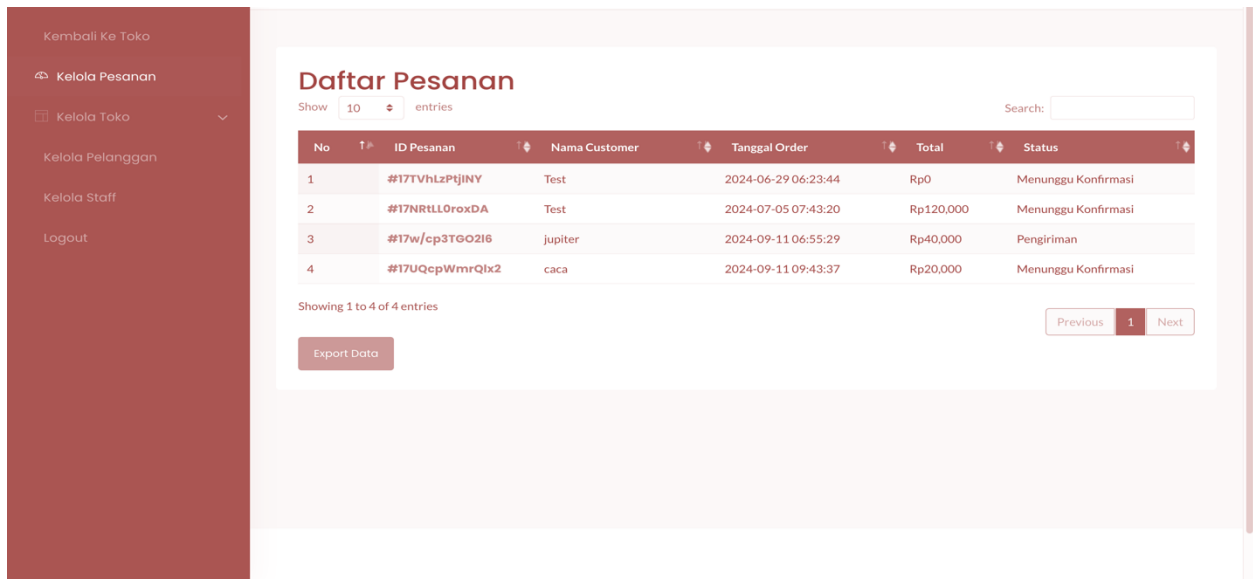 Kembali Ke Toko
Kelola Pesanan
Kelola Toko
Kelola Pelanggan
Kelola Staff
Logout
Daftar Pesanan
Show 10 entries
Search:
No ID Pesanan Nama Customer Tanggal Order Total Status
1 #17TVhLzPtjINY Test 2024-06-29 06:23:44 Rp0 Menunggu Konfirmasi
2 #17NRtLL0roxDA Test 2024-07-05 07:43:20 Rp120,000 Menunggu Konfirmasi
3 #17w/cp3TGO2l6 jupiter 2024-09-11 06:55:29 Rp40,000 Pengiriman
4 #17UQcpWmrQlx2 caca 2024-09-11 09:43:37 Rp20,000 Menunggu Konfirmasi
Showing 1 to 4 of 4 entries
Previous 1 Next
Export Data